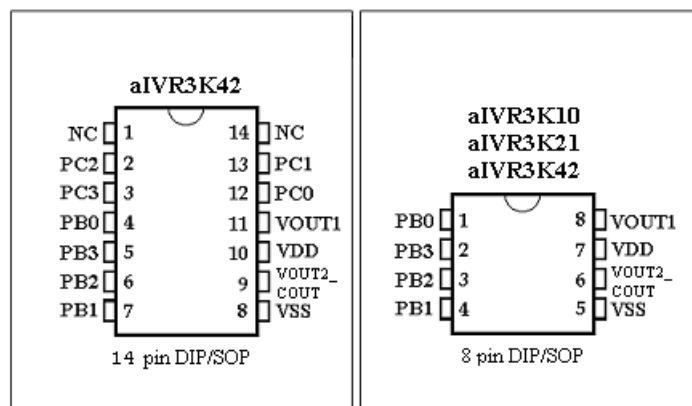 aIVR3K42
NC 1 14 NC
PC2 2 13 PC1
PC3 3 12 PC0
PB0 4 11 VOUT1
PB3 5 10 VDD
PB2 6 9 VOUT2_
COUT
PB1 7 8 VSS
14 pin DIP/SOP
aIVR3K10
aIVR3K21
aIVR3K42
PB0 1 8 VOUT1
PB3 2 7 VDD
PB2 3 6 VOUT2_
COUT
PB1 4 5 VSS
8 pin DIP/SOP